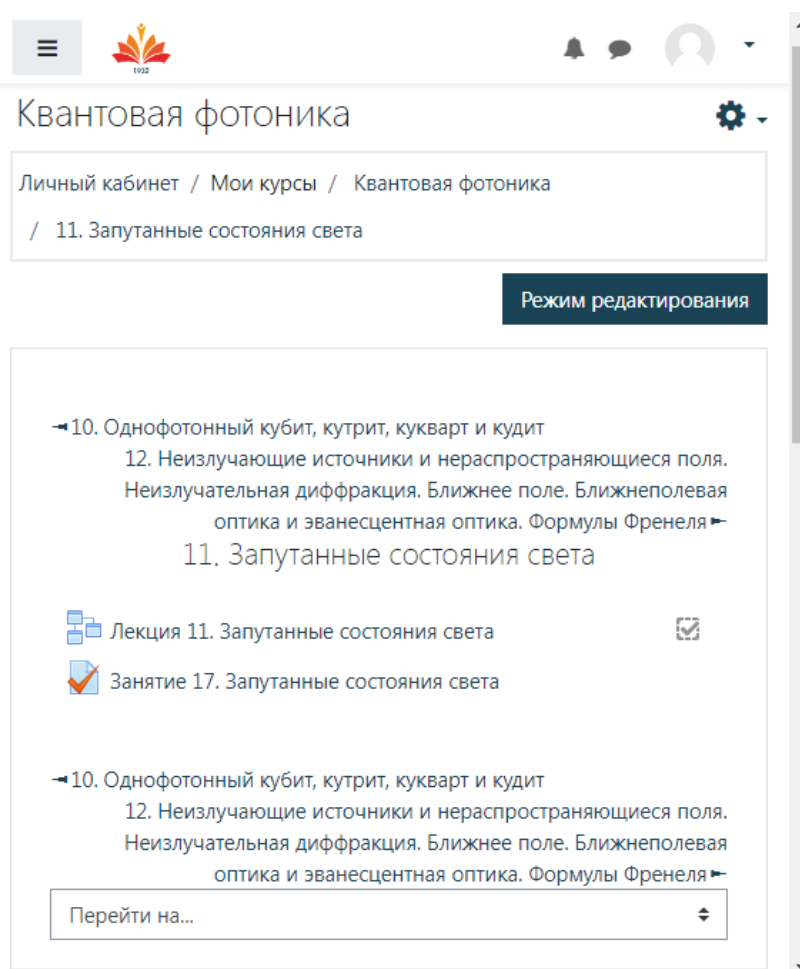 1932
Квантовая фотоника
Личный кабинет / Мои курсы / Квантовая фотоника
/ 11. Запутанные состояния света
Режим редактирования
10. Однофотонный кубит, кутрит, кукварт и кудит
12. Неизлучающие источники и нераспространяющиеся поля.
Неизлучательная диффракция. Ближнее поле. Ближнеполевая
оптика и эванесцентная оптика. Формулы Френеля
11. Запутанные состояния света
Лекция 11. Запутанные состояния света
Занятие 17. Запутанные состояния света
10. Однофотонный кубит, кутрит, кукварт и кудит
12. Неизлучающие источники и нераспространяющиеся поля.
Неизлучательная диффракция. Ближнее поле. Ближнеполевая
оптика и эванесцентная оптика. Формулы Френеля
Перейти на...